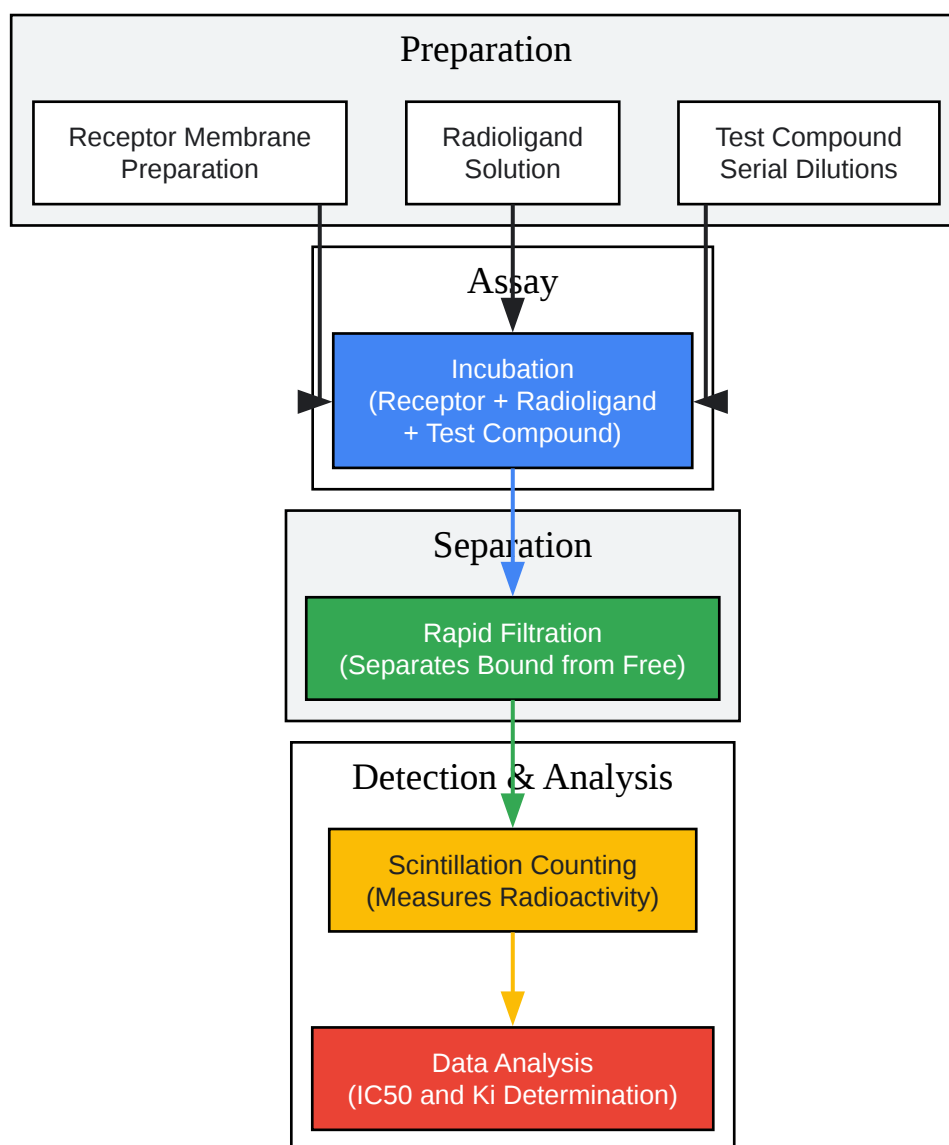 Preparation
Receptor Membrane
Preparation
Radioligand
Solution
Test Compound
Serial Dilutions
Assay
Incubation
(Receptor + Radioligand
+ Test Compound)
Separation
Rapid Filtration
(Separates Bound from Free)
Detection & Analysis
Scintillation Counting
(Measures Radioactivity)
Data Analysis
(IC50 and Ki Determination)